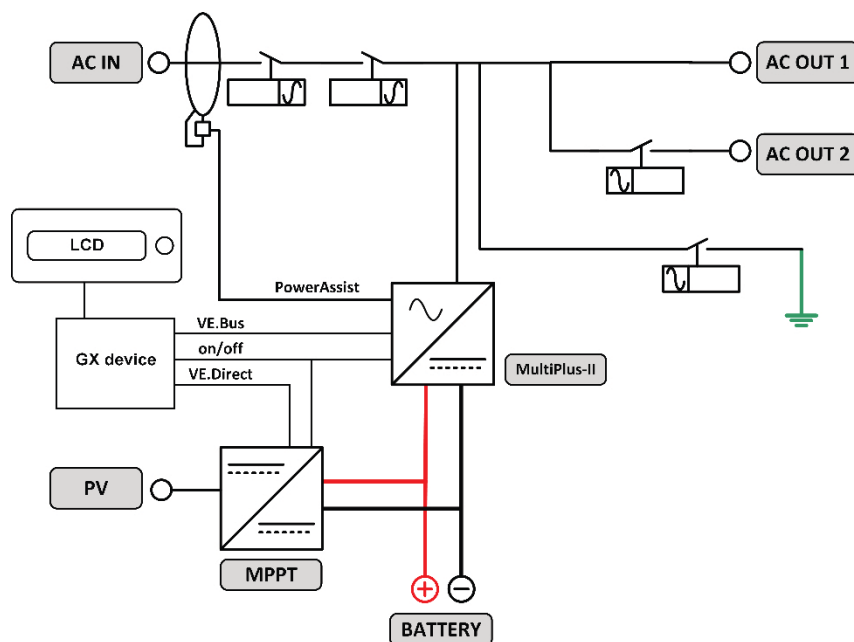 AC IN
AC OUT 1
AC OUT 2
LCD
PowerAssist
VE.Bus
GX device
on/off
VE.Direct
MultiPlus-II
PV
MPPT
+
−
BATTERY